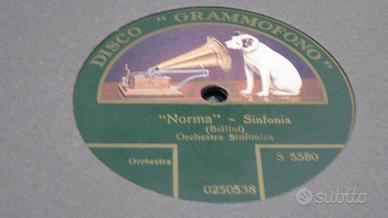 DISCO "GRAMMOFONO"
"Norma" - Sinfonia
(Bellini)
Orchestra Sinfonica
Orchestra
S 5580
0250538
subito